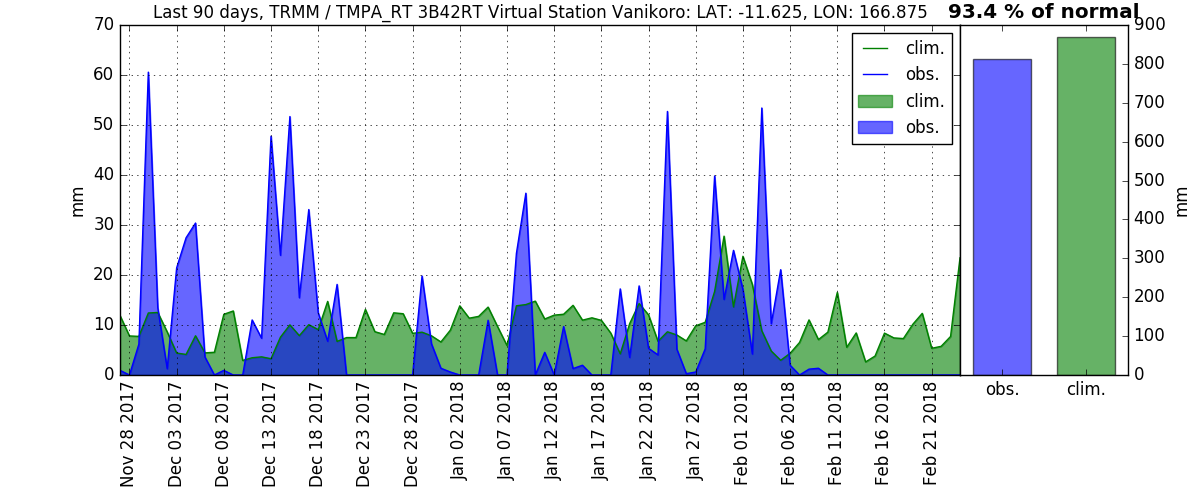 Last 90 days, TRMM / TMPA_RT 3B42RT Virtual Station Vanikoro: LAT: -11.625, LON: 166.875
93.4 % of normal
70
60
50
40
30
20
10
0
mm
clim.
obs.
clim.
obs.
Nov 28 2017
Dec 03 2017
Dec 08 2017
Dec 13 2017
Dec 18 2017
Dec 23 2017
Dec 28 2017
Jan 02 2018
Jan 07 2018
Jan 12 2018
Jan 17 2018
Jan 22 2018
Jan 27 2018
Feb 01 2018
Feb 06 2018
Feb 11 2018
Feb 16 2018
Feb 21 2018
900
800
700
600
500
400
300
200
100
0
mm
obs.
clim.